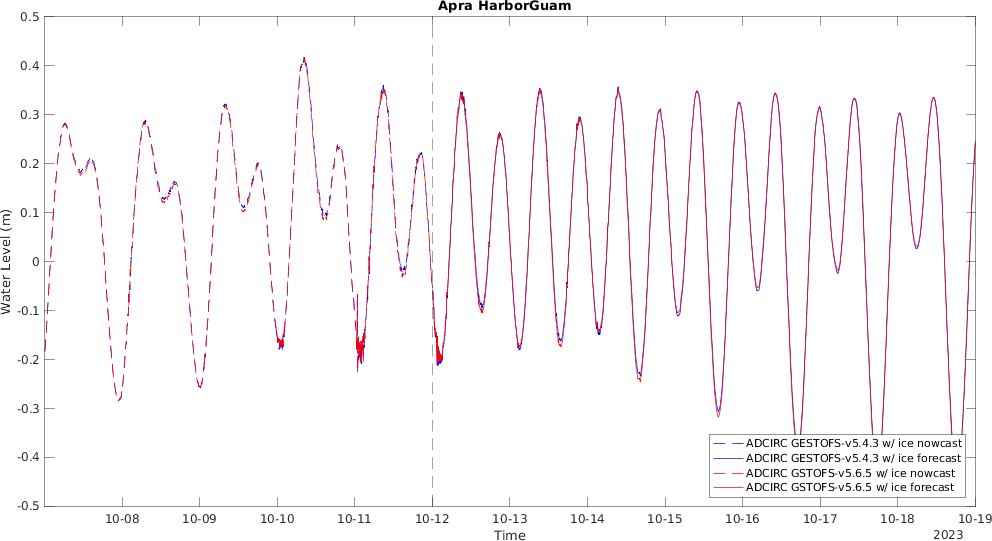 Apra HarborGuam
0.5
0.4
0.3
0.2
0.1
0
-0.1
-0.2
-0.3
-0.4
-0.5
Water Level (m)
ADCIRC GESTOFS-v5.4.3 w/ ice nowcast
ADCIRC GESTOFS-v5.4.3 w/ ice forecast
ADCIRC GSTOFS-v5.6.5 w/ ice nowcast
ADCIRC GSTOFS-v5.6.5 w/ ice forecast
10-08 10-09 10-10 10-11 10-12 10-13 10-14 10-15 10-16 10-17 10-18 10-19
Time
2023